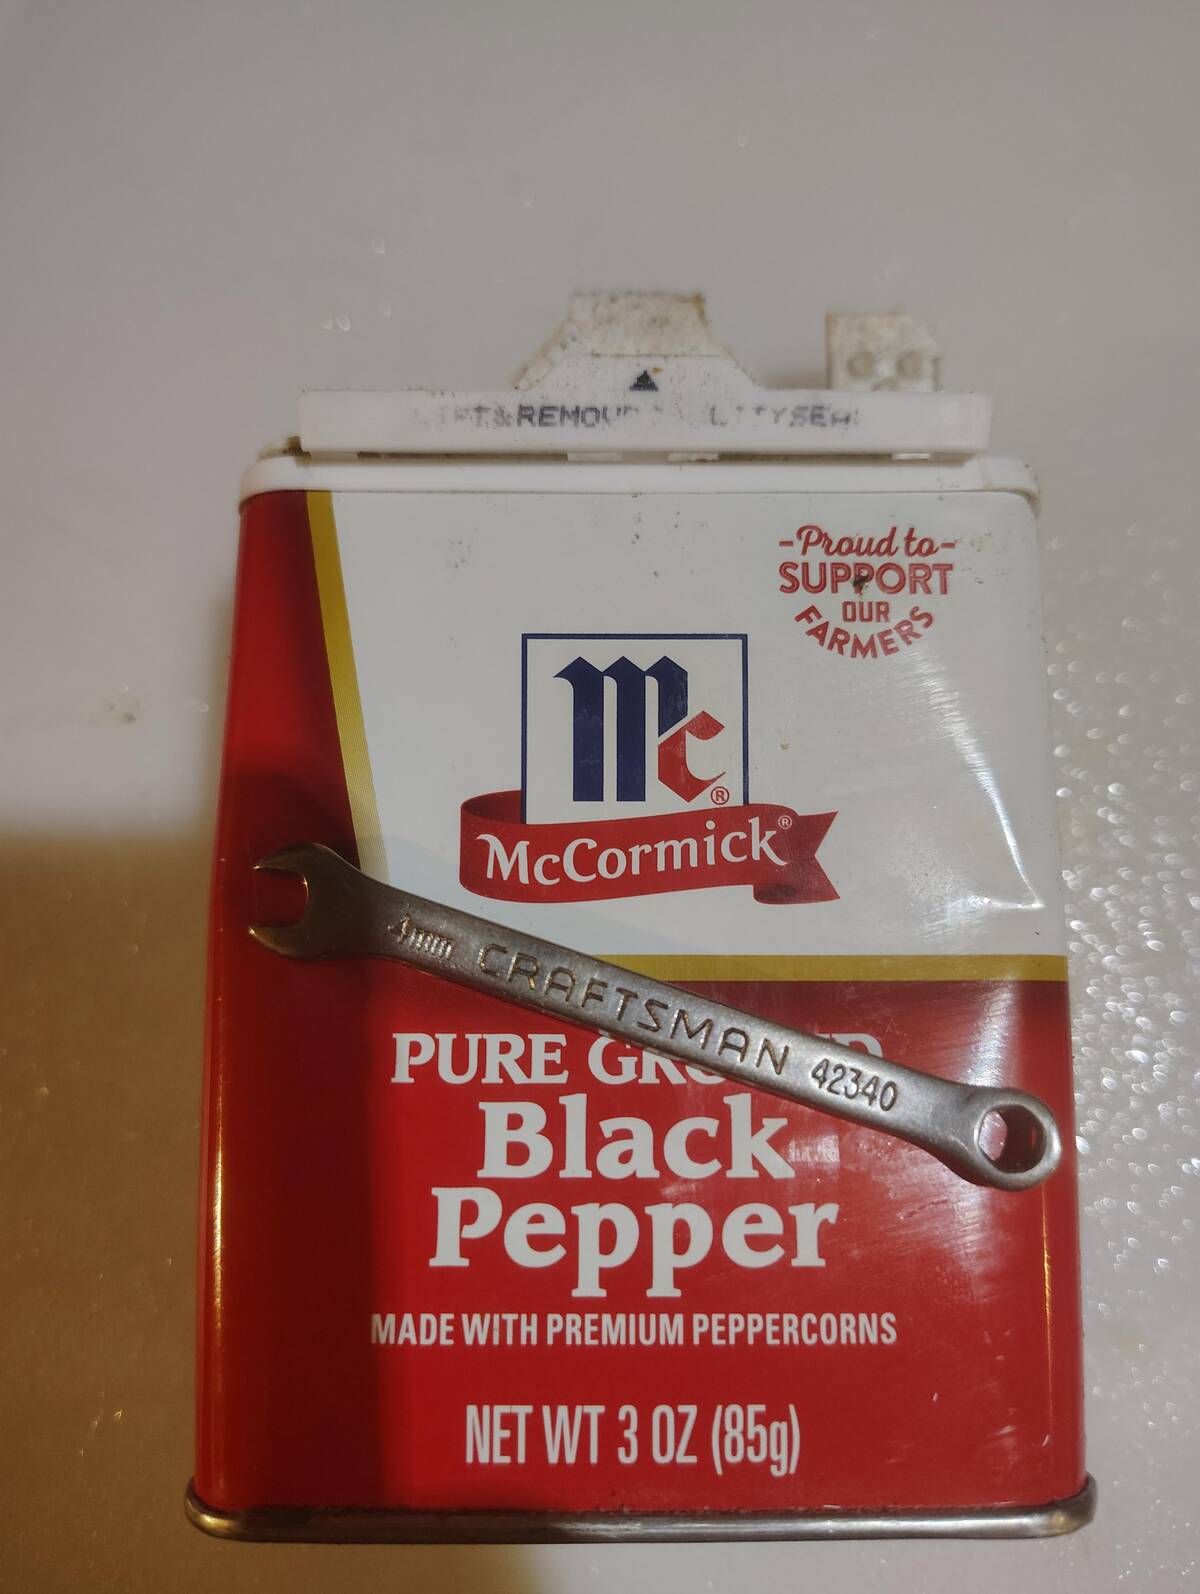 &REMOV
-Proud to-
SUPPORT
OUR
FARMERS
Mc®
McCormick®
4mm CRAFTSMAN 42340
PURE
Black
Pepper
MADE WITH PREMIUM PEPPERCORNS
NET WT 3 OZ (85g)